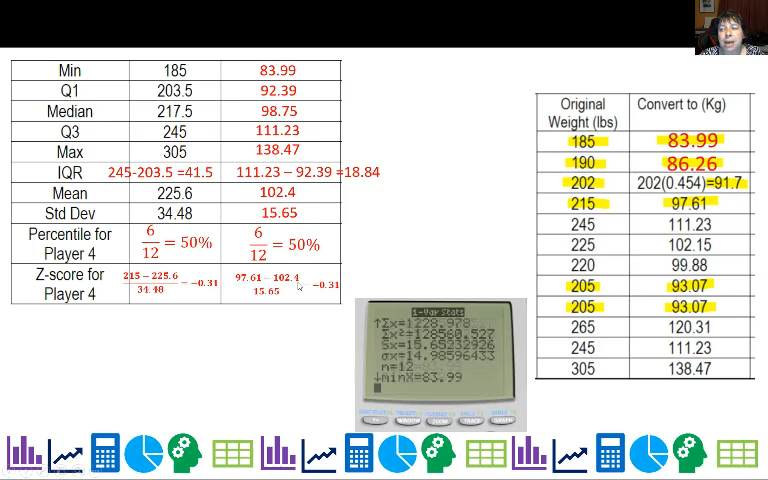 Min 185 83.99
Q1 203.5 92.39
Median 217.5 98.75
Q3 245 111.23
Max 305 138.47
IQR 245-203.5 =41.5 111.23 – 92.39 =18.84
Mean 225.6 102.4
Std Dev 34.48 15.65
Percentile for Player 4 6/12 = 50% 6/12 = 50%
Z-score for Player 4 215 − 225.6/34.48 = −0.31 97.61 − 102.4/15.65 −0.31
Original Weight (lbs) Convert to (Kg)
185 83.99
190 86.26
202 202(0.454)=91.7
215 97.61
245 111.23
225 102.15
220 99.88
205 93.07
205 93.07
265 120.31
245 111.23
305 138.47
1-Var Stats
↑Σx=1228.978
Σx²=128560.527
Sx=15.65232926
σx=14.98596433
n=12
↓minX=83.99
WINDOW ZOOM TRACE GRAPH